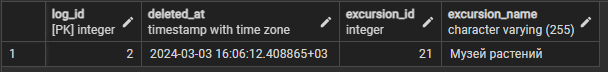 log_id deleted_at excursion_id excursion_name
[PK] integer timestamp with time zone integer character varying (255)
1 2 2024-03-03 16:06:12.408865+03 21 Музей растений